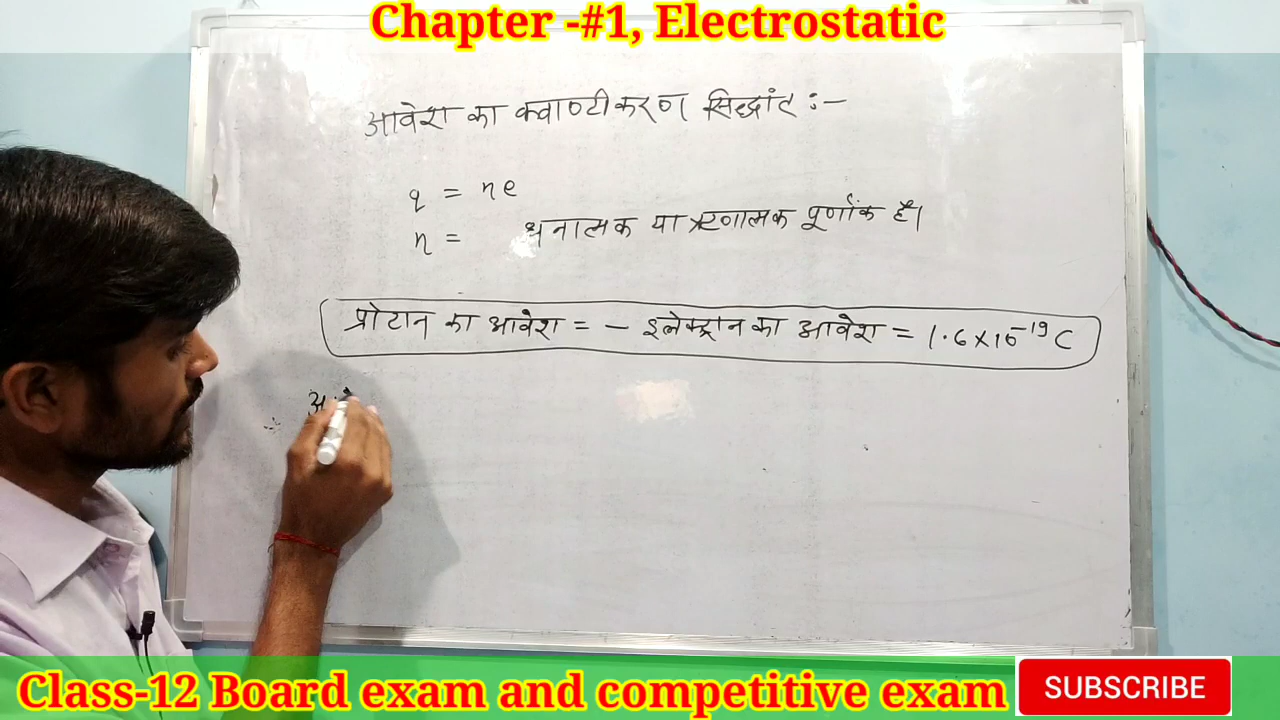 Chapter -#1, Electrostatic
आवेश का क्वाण्टीकरण सिद्धांत :-
q = ne
n = धनात्मक या ऋणात्मक पूर्णांक है।
प्रोटान का आवेश = - इलेक्ट्रान का आवेश = 1.6 x 10⁻¹⁹ C
Class-12 Board exam and competitive exam
SUBSCRIBE